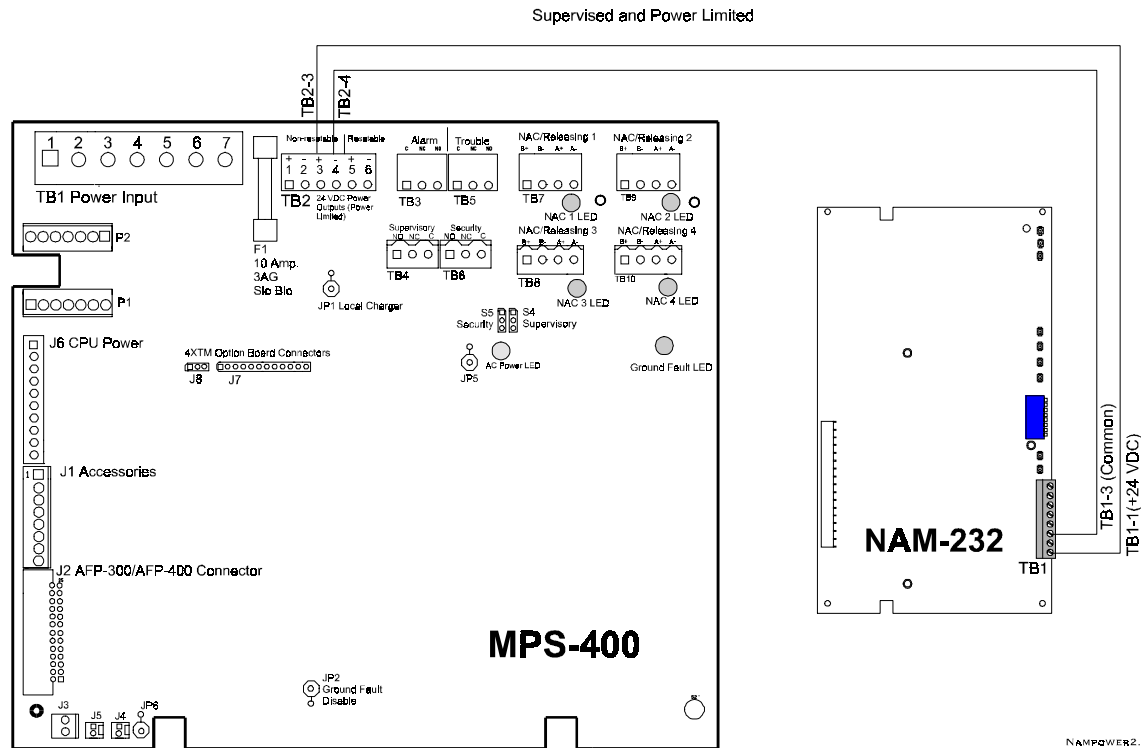 Supervised and Power Limited
TB2-3
TB2-4
Non-resetable Resetable
+ - + - + -
1 2 3 4 5 6
TB2
24 VDC Power
Outputs (Power
Limited)
1 2 3 4 5 6 7
TB1 Power Input
Alarm
C NC NO
TB3
Trouble
C NC NO
TB5
NAC/Releasing 1
B+ B- A+ A-
TB7
NAC 1 LED
NAC/Releasing 2
B+ B- A+ A-
TB9
NAC 2 LED
P2
F1
10 Amp.
3AG
Slo Blo
Supervisory
NO NC C
TB4
Security
NO NC C
TB6
NAC/Releasing 3
B+ B- A+ A-
TB8
NAC 3 LED
NAC/Releasing 4
B+ B- A+ A-
TB10
NAC 4 LED
P1
JP1 Local Charger
S5
Security
S4
Supervisory
J6 CPU Power
4XTM Option Board Connectors
J8
J7
JP5
AC Power LED
Ground Fault LED
J1 Accessories
1
J2 AFP-300/AFP-400 Connector
MPS-400
JP2
Ground Fault
Disable
J3
J5
J4
JP6
NAM-232
TB1
TB1-3 (Common)
TB1-1(+24 VDC)
NAMPOWER2.